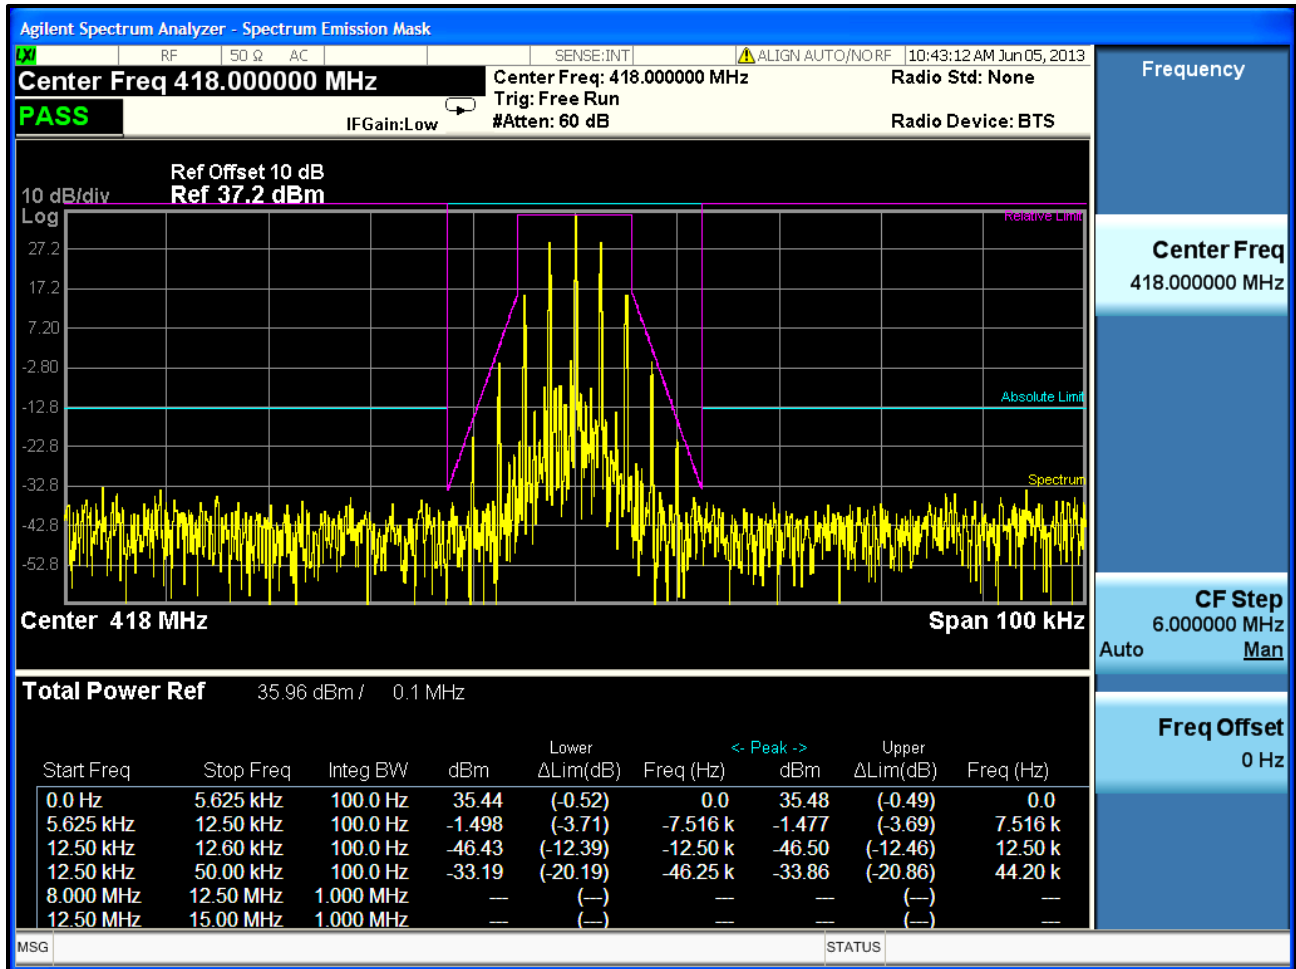 Agilent Spectrum Analyzer - Spectrum Emission Mask
LXI RF 50 Ω AC SENSE:INT ALIGN AUTO/NO RF 10:43:12 AM Jun 05, 2013
Center Freq 418.000000 MHz
Center Freq: 418.000000 MHz
Radio Std: None
Trig: Free Run
PASS
IFGain:Low
#Atten: 60 dB
Radio Device: BTS
Ref Offset 10 dB
10 dB/div Ref 37.2 dBm
Log
Relative Limit
27.2
17.2
7.20
-2.80
Absolute Limit
-12.8
-22.8
Spectrum
-32.8
-42.8
-52.8
Center 418 MHz
Span 100 kHz
Total Power Ref 35.96 dBm / 0.1 MHz
Lower <- Peak -> Upper
Start Freq Stop Freq Integ BW dBm ΔLim(dB) Freq (Hz) dBm ΔLim(dB) Freq (Hz)
0.0 Hz 5.625 kHz 100.0 Hz 35.44 (-0.52) 0.0 35.48 (-0.49) 0.0
5.625 kHz 12.50 kHz 100.0 Hz -1.498 (-3.71) -7.516 k -1.477 (-3.69) 7.516 k
12.50 kHz 12.60 kHz 100.0 Hz -46.43 (-12.39) -12.50 k -46.50 (-12.46) 12.50 k
12.50 kHz 50.00 kHz 100.0 Hz -33.19 (-20.19) -46.25 k -33.86 (-20.86) 44.20 k
8.000 MHz 12.50 MHz 1.000 MHz --- (---) --- --- (---) ---
12.50 MHz 15.00 MHz 1.000 MHz --- (---) --- --- (---) ---
MSG
STATUS
Frequency
Center Freq
418.000000 MHz
CF Step
6.000000 MHz
Auto Man
Freq Offset
0 Hz